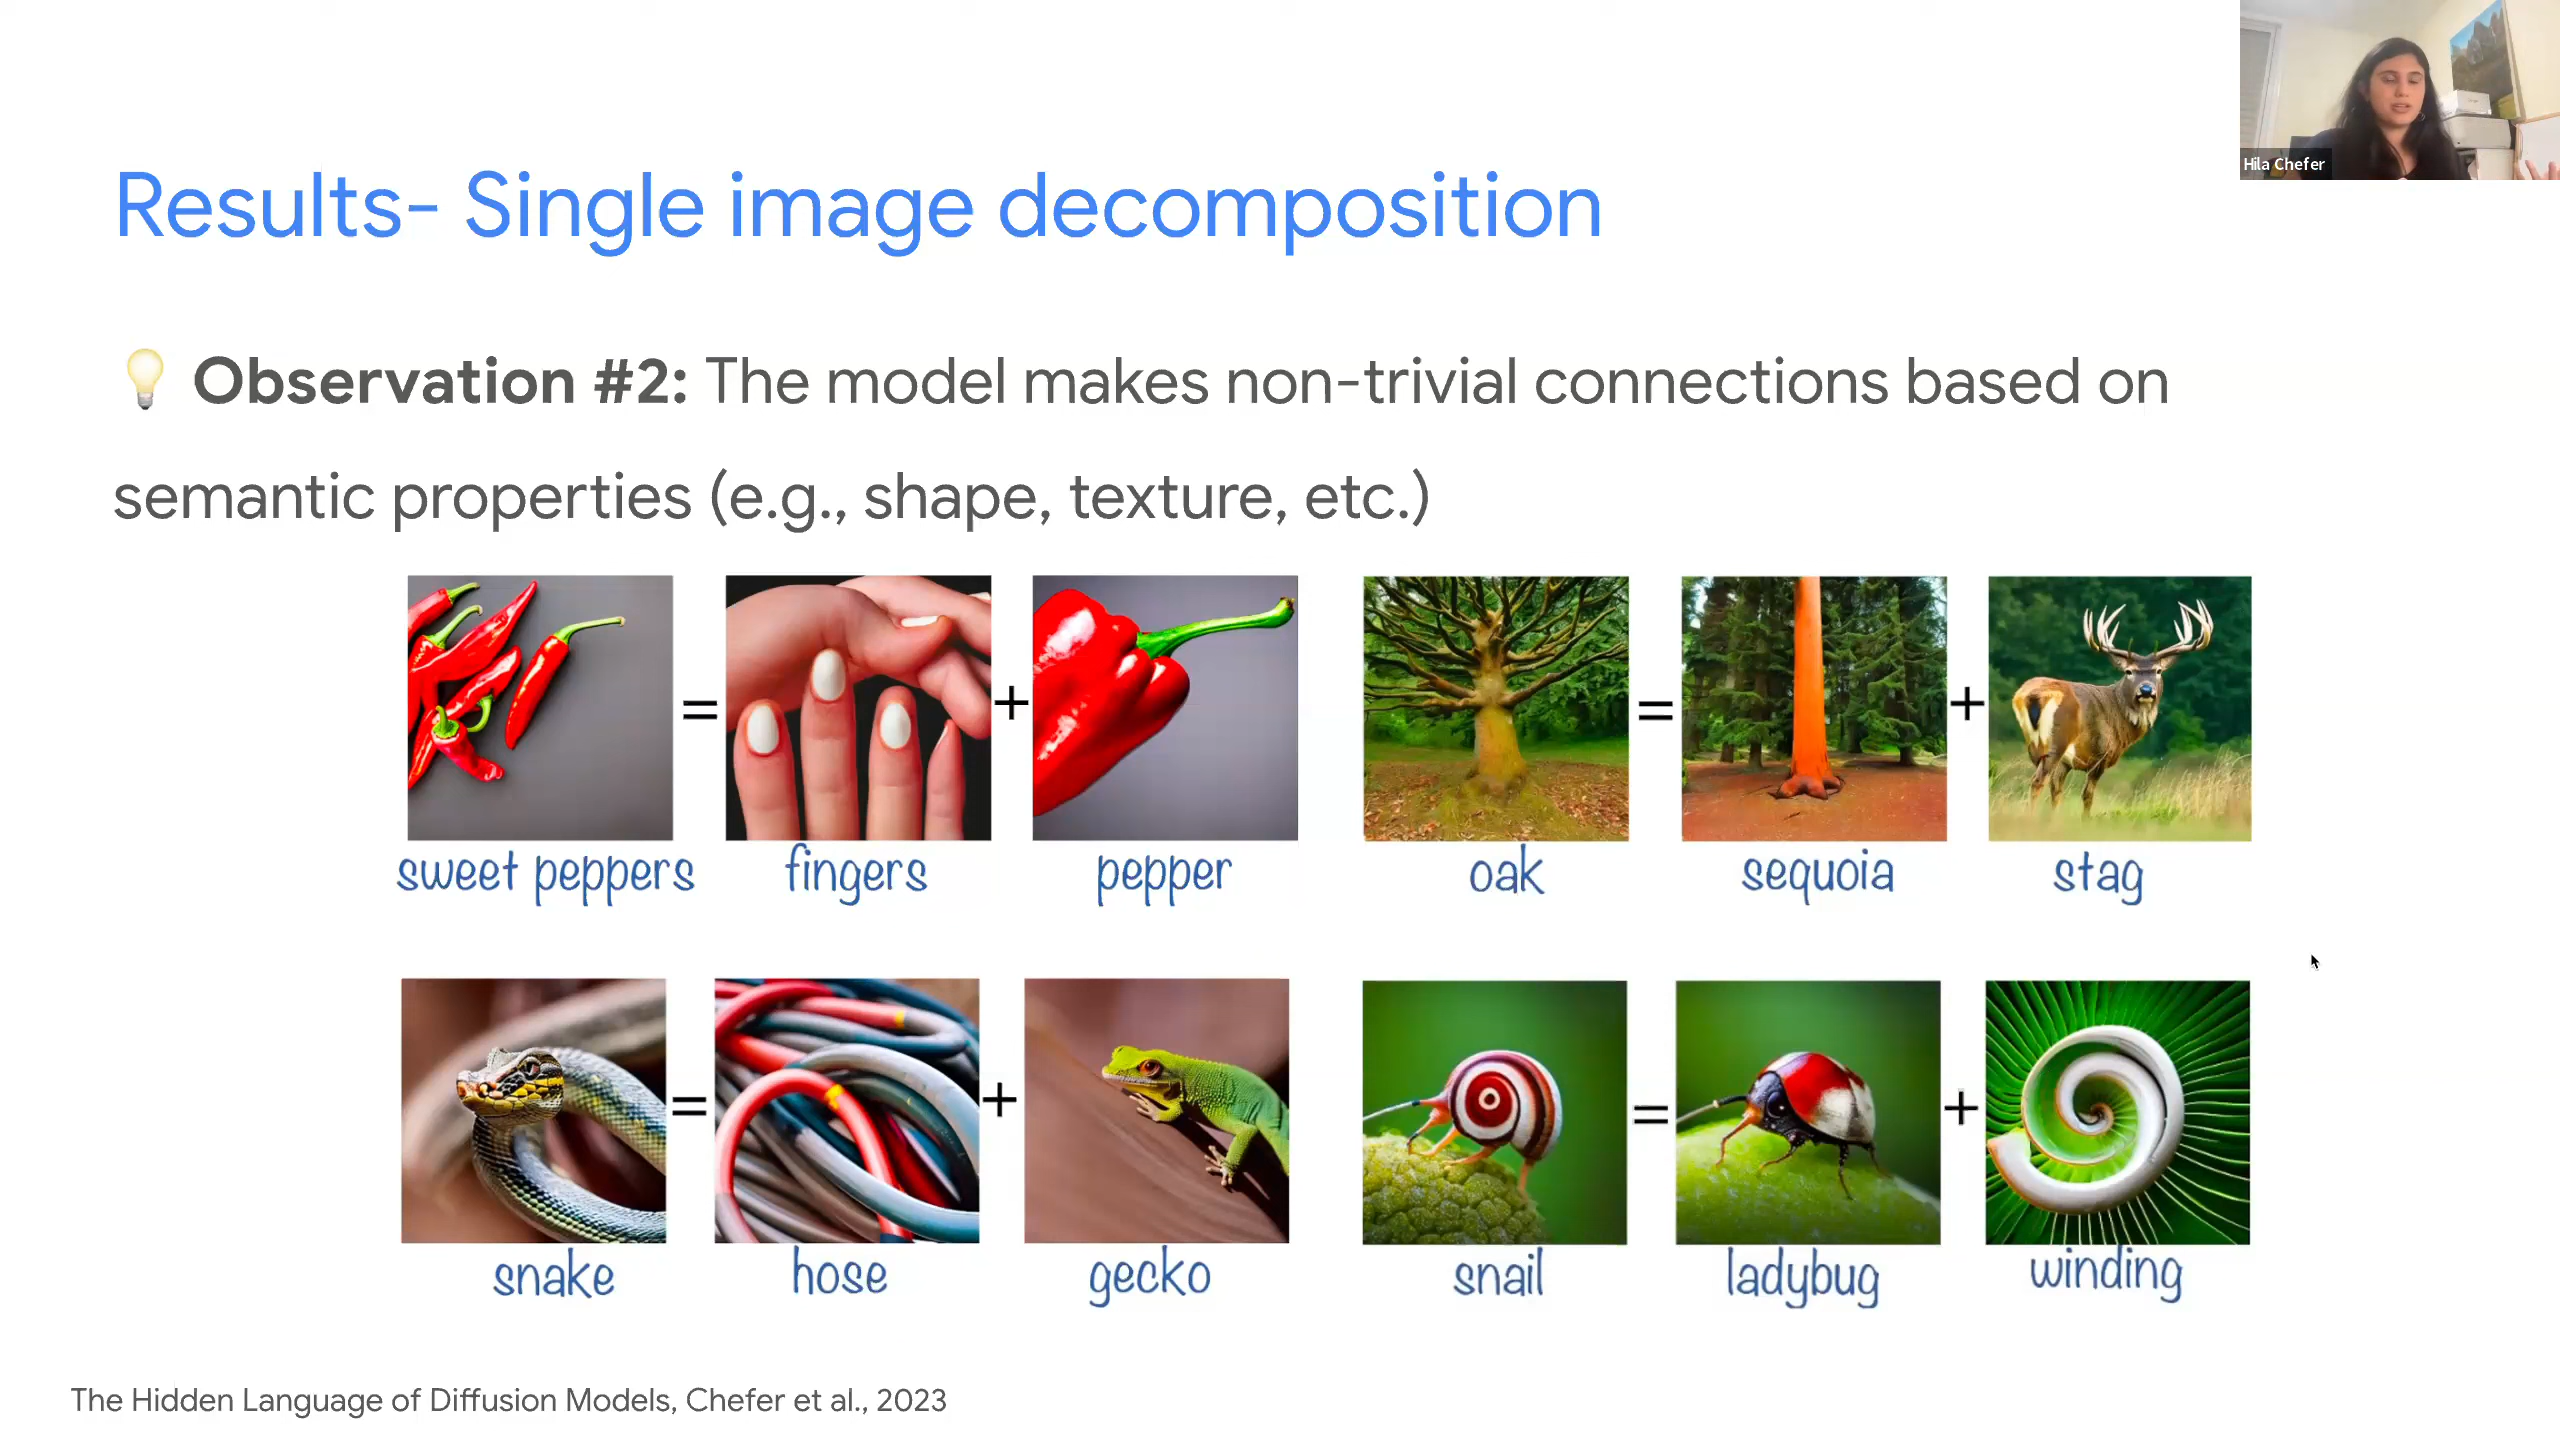 Hila Chefer
Results- Single image decomposition
💡 Observation #2: The model makes non-trivial connections based on
semantic properties (e.g., shape, texture, etc.)
= + = +
sweet peppers fingers pepper oak sequoia stag
= + = +
snake hose gecko snail ladybug winding
The Hidden Language of Diffusion Models, Chefer et al., 2023